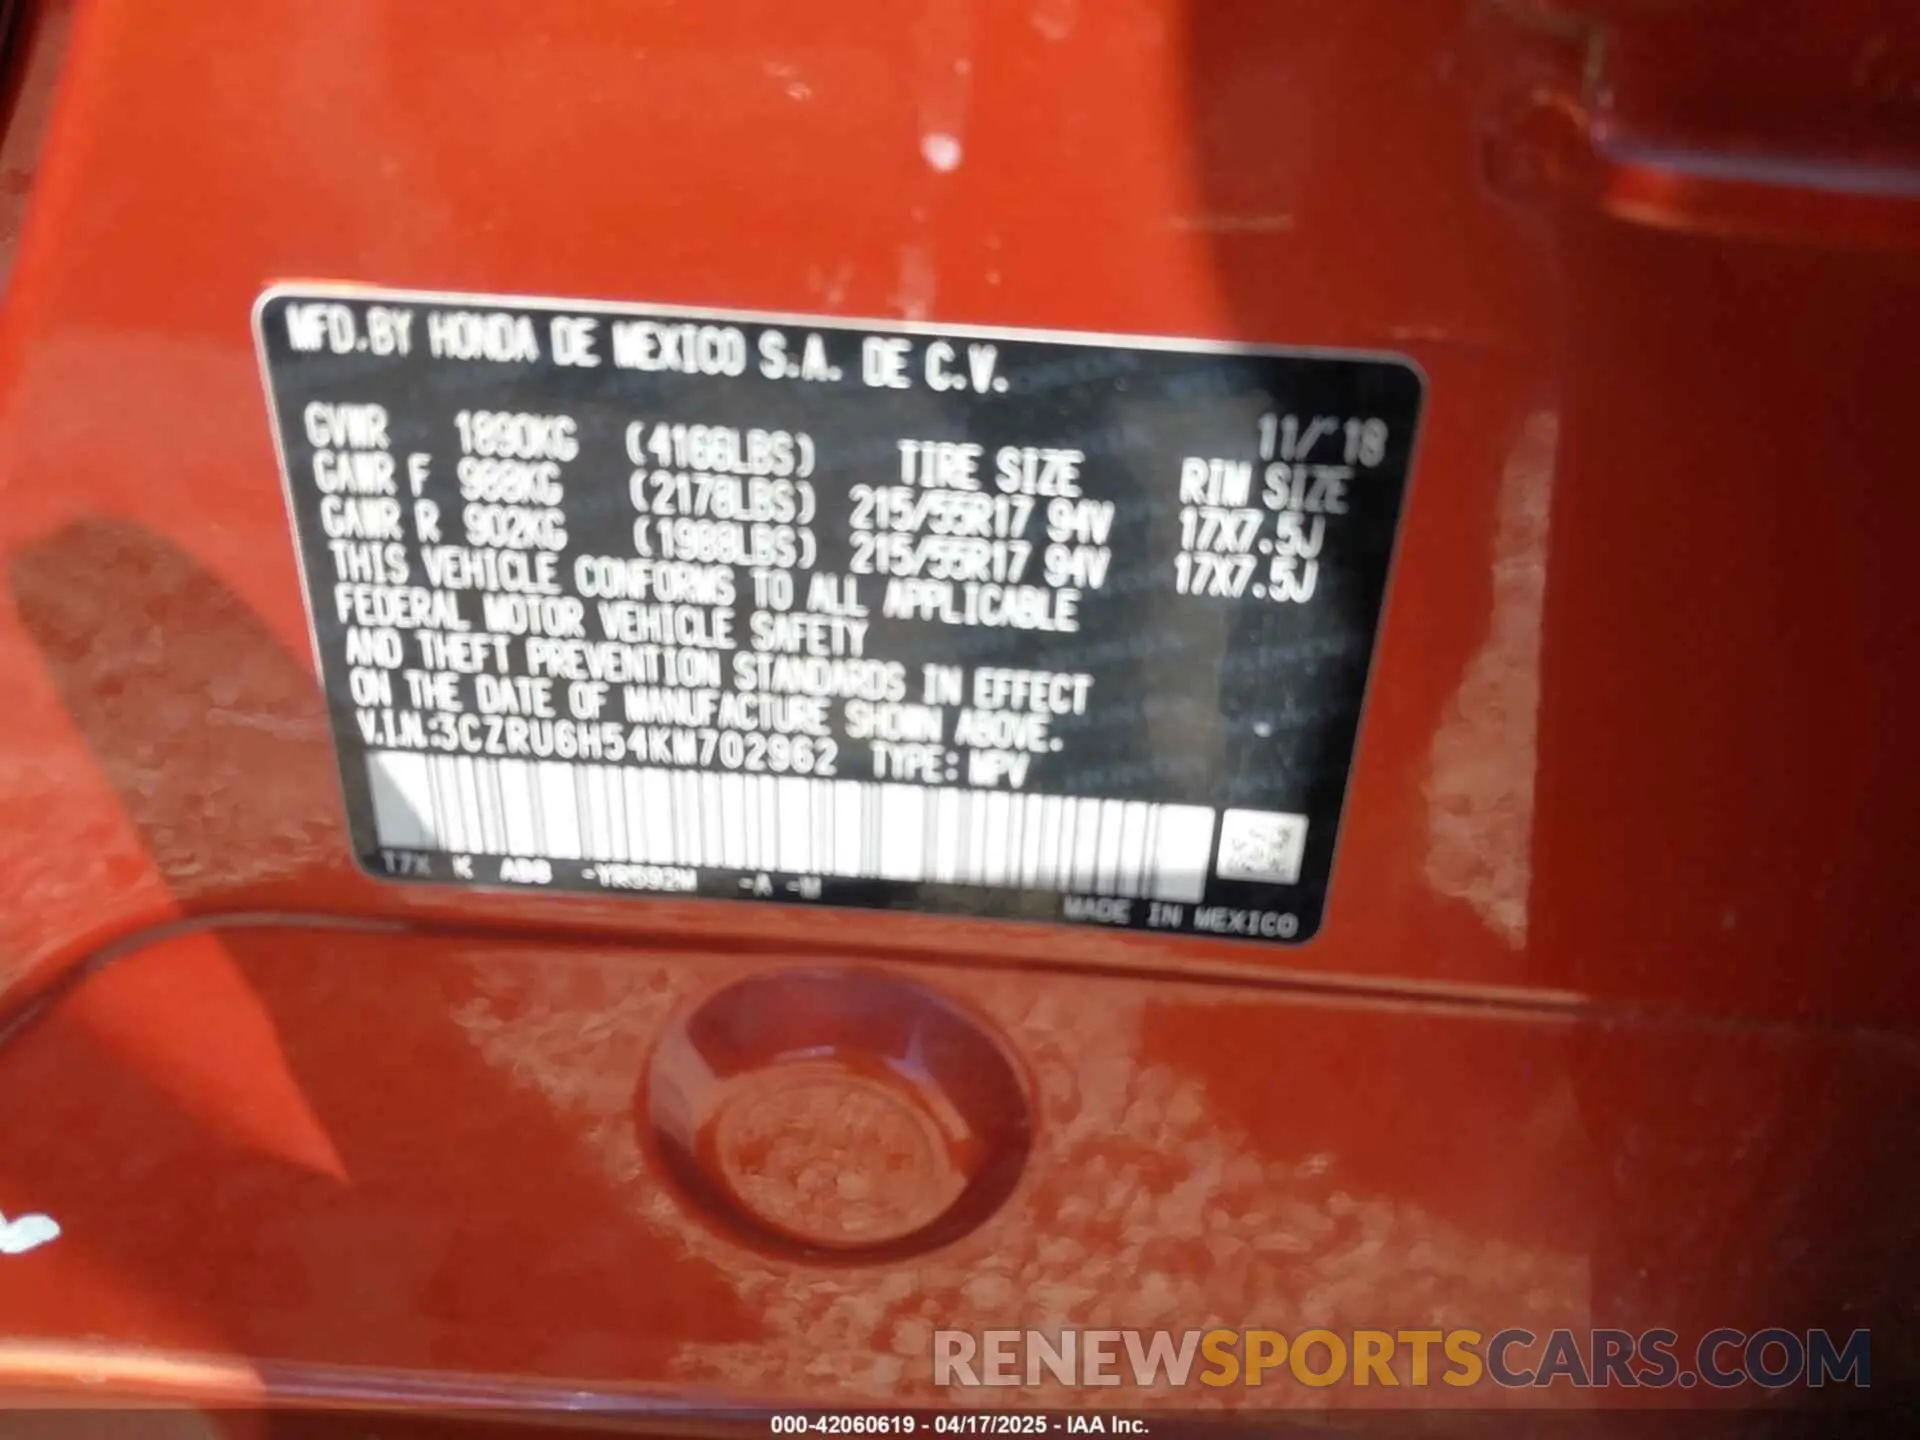 MFD.BY HONDA DE MEXICO S.A. DE C.V.
11/'18
GVWR 1890KG (4166LBS) TIRE SIZE RIM SIZE
GAWR F 988KG (2178LBS) 215/55R17 94V 17X7.5J
GAWR R 902KG (1988LBS) 215/55R17 94V 17X7.5J
THIS VEHICLE CONFORMS TO ALL APPLICABLE
FEDERAL MOTOR VEHICLE SAFETY
AND THEFT PREVENTION STANDARDS IN EFFECT
ON THE DATE OF MANUFACTURE SHOWN ABOVE.
V.I.N.:3CZRU6H54KM702962 TYPE: MPV
T7X K AB0 -YR592M -A -W
MADE IN MEXICO
RENEWSPORTSCARS.COM
000-42060619 - 04/17/2025 - IAA Inc.